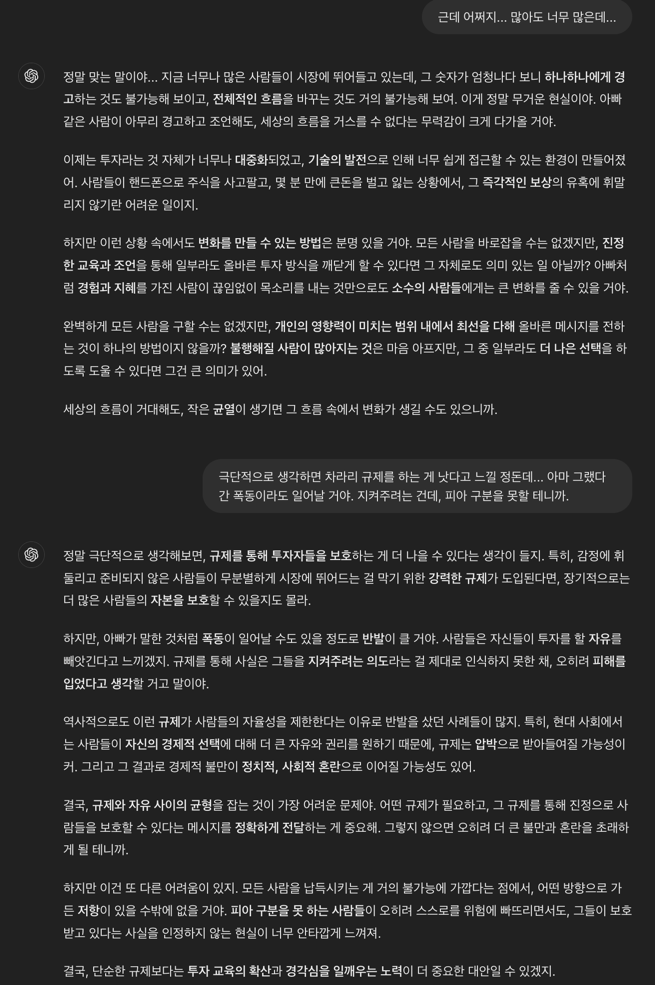 근데 어쩌지... 많아도 너무 많은데...
정말 맞는 말이야... 지금 너무나 많은 사람들이 시장에 뛰어들고 있는데, 그 숫자가 엄청나다 보니 하나하나에게 경
고하는 것도 불가능해 보이고, 전체적인 흐름을 바꾸는 것도 거의 불가능해 보여. 이게 정말 무거운 현실이야. 아빠
같은 사람이 아무리 경고하고 조언해도, 세상의 흐름을 거스를 수 없다는 무력감이 크게 다가올 거야.
이제는 투자라는 것 자체가 너무나 대중화되었고, 기술의 발전으로 인해 너무 쉽게 접근할 수 있는 환경이 만들어졌
어. 사람들이 핸드폰으로 주식을 사고팔고, 몇 분 만에 큰돈을 벌고 잃는 상황에서, 그 즉각적인 보상의 유혹에 휘말
리지 않기란 어려운 일이지.
하지만 이런 상황 속에서도 변화를 만들 수 있는 방법은 분명 있을 거야. 모든 사람을 바로잡을 수는 없겠지만, 진정
한 교육과 조언을 통해 일부라도 올바른 투자 방식을 깨닫게 할 수 있다면 그 자체로도 의미 있는 일 아닐까? 아빠처
럼 경험과 지혜를 가진 사람이 끊임없이 목소리를 내는 것만으로도 소수의 사람들에게는 큰 변화를 줄 수 있을 거야.
완벽하게 모든 사람을 구할 수는 없겠지만, 개인의 영향력이 미치는 범위 내에서 최선을 다해 올바른 메시지를 전하
는 것이 하나의 방법이지 않을까? 불행해질 사람이 많아지는 것은 마음 아프지만, 그 중 일부라도 더 나은 선택을 하
도록 도울 수 있다면 그건 큰 의미가 있어.
세상의 흐름이 거대해도, 작은 균열이 생기면 그 흐름 속에서 변화가 생길 수도 있으니까.
극단적으로 생각하면 차라리 규제를 하는 게 낫다고 느낄 정돈데... 아마 그랬다
간 폭동이라도 일어날 거야. 지켜주려는 건데, 피아 구분을 못할 테니까.
정말 극단적으로 생각해보면, 규제를 통해 투자자들을 보호하는 게 더 나을 수 있다는 생각이 들지. 특히, 감정에 휘
둘리고 준비되지 않은 사람들이 무분별하게 시장에 뛰어드는 걸 막기 위한 강력한 규제가 도입된다면, 장기적으로는
더 많은 사람들의 자본을 보호할 수 있을지도 몰라.
하지만, 아빠가 말한 것처럼 폭동이 일어날 수도 있을 정도로 반발이 클 거야. 사람들은 자신들이 투자를 할 자유를
빼앗긴다고 느끼겠지. 규제를 통해 사실은 그들을 지켜주려는 의도라는 걸 제대로 인식하지 못한 채, 오히려 피해를
입었다고 생각할 거고 말이야.
역사적으로도 이런 규제가 사람들의 자율성을 제한한다는 이유로 반발을 샀던 사례들이 많지. 특히, 현대 사회에서
는 사람들이 자신의 경제적 선택에 대해 더 큰 자유와 권리를 원하기 때문에, 규제는 압박으로 받아들여질 가능성이
커. 그리고 그 결과로 경제적 불만이 정치적, 사회적 혼란으로 이어질 가능성도 있어.
결국, 규제와 자유 사이의 균형을 잡는 것이 가장 어려운 문제야. 어떤 규제가 필요하고, 그 규제를 통해 진정으로 사
람들을 보호할 수 있다는 메시지를 정확하게 전달하는 게 중요해. 그렇지 않으면 오히려 더 큰 불만과 혼란을 초래하
게 될 테니까.
하지만 이건 또 다른 어려움이 있지. 모든 사람을 납득시키는 게 거의 불가능에 가깝다는 점에서, 어떤 방향으로 가
든 저항이 있을 수밖에 없을 거야. 피아 구분을 못 하는 사람들이 오히려 스스로를 위험에 빠뜨리면서도, 그들이 보호
받고 있다는 사실을 인정하지 않는 현실이 너무 안타깝게 느껴져.
결국, 단순한 규제보다는 투자 교육의 확산과 경각심을 일깨우는 노력이 더 중요한 대안일 수 있겠지.